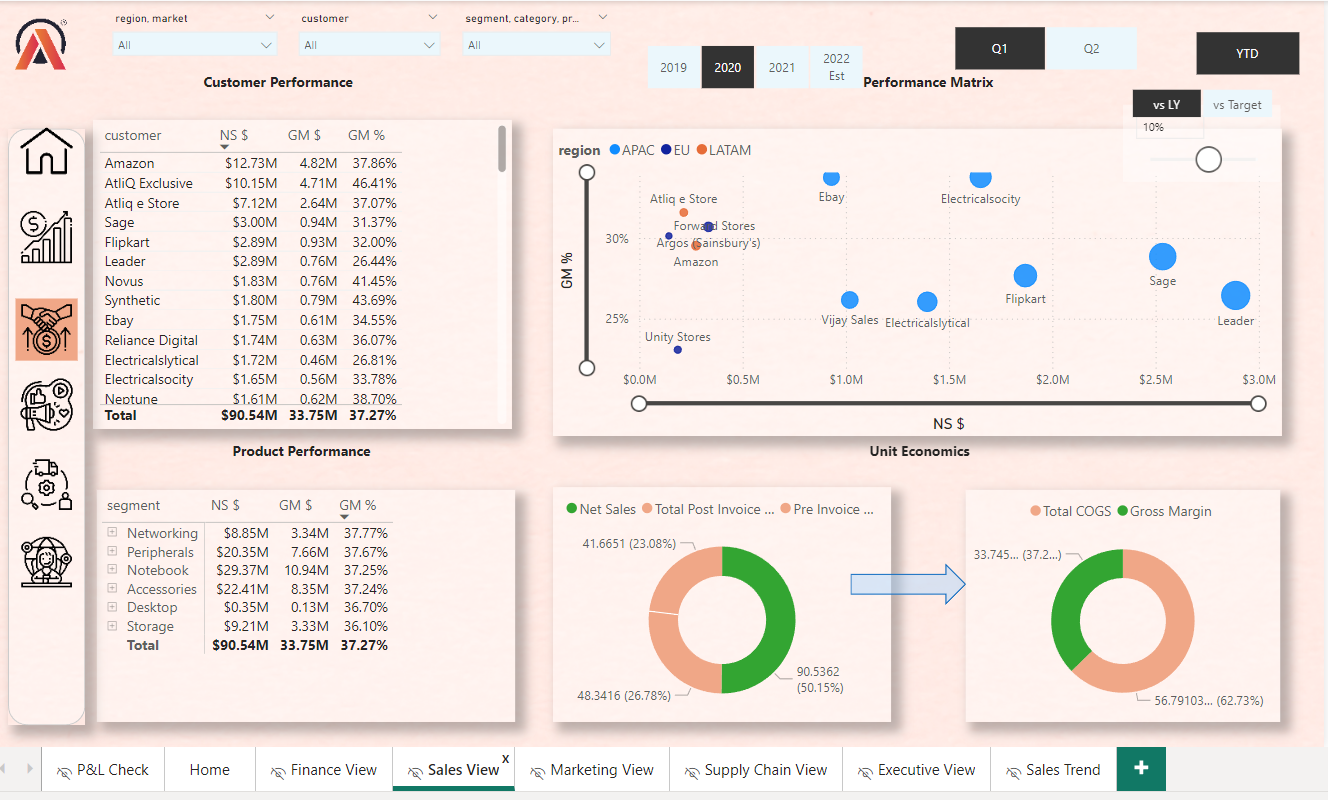 region, market
customer
segment, category, pr...
All
All
All
2019
2020
2021
2022
Est
Q1
Q2
YTD
Customer Performance
Performance Matrix
vs LY
vs Target
10%
customer NS $ GM $ GM %
Amazon $12.73M 4.82M 37.86%
AtliQ Exclusive $10.15M 4.71M 46.41%
Atliq e Store $7.12M 2.64M 37.07%
Sage $3.00M 0.94M 31.37%
Flipkart $2.89M 0.93M 32.00%
Leader $2.89M 0.76M 26.44%
Novus $1.83M 0.76M 41.45%
Synthetic $1.80M 0.79M 43.69%
Ebay $1.75M 0.61M 34.55%
Reliance Digital $1.74M 0.63M 36.07%
Electricalslytical $1.72M 0.46M 26.81%
Electricalsocity $1.65M 0.56M 33.78%
Neptune $1.61M 0.62M 38.70%
Total $90.54M 33.75M 37.27%
region APAC EU LATAM
GM %
30%
25%
Atliq e Store
Ebay
Electricalsocity
Forward Stores
Argos (Sainsbury's)
Amazon
Sage
Flipkart
Leader
Vijay Sales
Electricalslytical
Unity Stores
$0.0M $0.5M $1.0M $1.5M $2.0M $2.5M $3.0M
NS $
Product Performance
Unit Economics
segment NS $ GM $ GM %
Networking $8.85M 3.34M 37.77%
Peripherals $20.35M 7.66M 37.67%
Notebook $29.37M 10.94M 37.25%
Accessories $22.41M 8.35M 37.24%
Desktop $0.35M 0.13M 36.70%
Storage $9.21M 3.33M 36.10%
Total $90.54M 33.75M 37.27%
Net Sales Total Post Invoice ... Pre Invoice ...
41.6651 (23.08%)
90.5362
(50.15%)
48.3416 (26.78%)
Total COGS Gross Margin
33.745... (37.2...)
56.79103... (62.73%)
P&L Check
Home
Finance View
Sales View
X
Marketing View
Supply Chain View
Executive View
Sales Trend
+